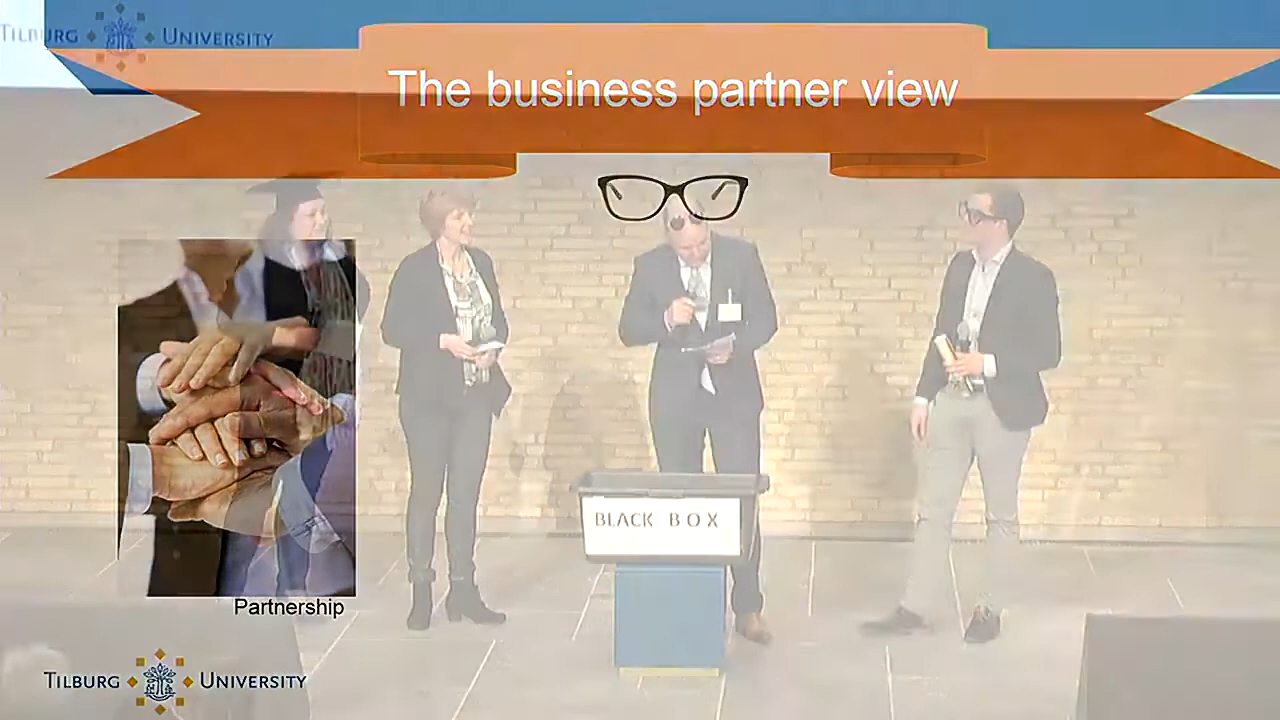 TILBURG UNIVERSITY
The business partner view
BLACK BOX
Partnership
TILBURG UNIVERSITY